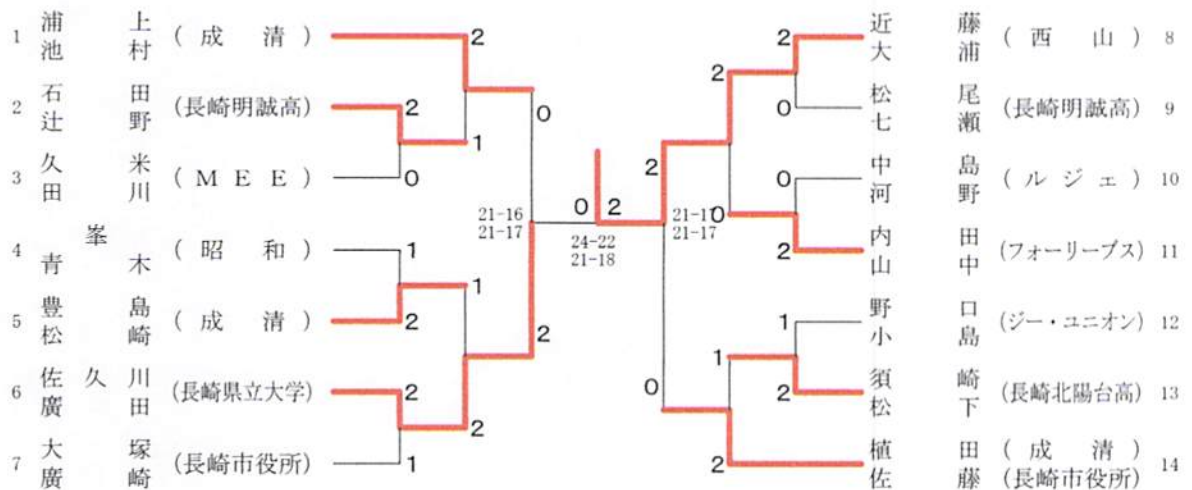 1 浦上 池村 (成清)
2 石田 辻野 (長崎明誠高)
3 久米 田川 (MEE)
4 峯 青木 (昭和)
5 豊島 松崎 (成清)
6 佐久川 廣田 (長崎県立大学)
7 大塚 廣崎 (長崎市役所)
2
2
1
0
0
1
1
2
2
2
2
1
21-16
21-17
0 2
24-22
21-18
2
2
0
2
0
0
2
21-17
21-17
1
1
2
0
2
近藤 大浦 (西山) 8
松尾 七瀬 (長崎明誠高) 9
中島 河野 (ルジェ) 10
内田 山中 (フォーリーブス) 11
野口 小島 (ジー・ユニオン) 12
須崎 松下 (長崎北陽台高) 13
植田 (成清) 佐藤 (長崎市役所) 14